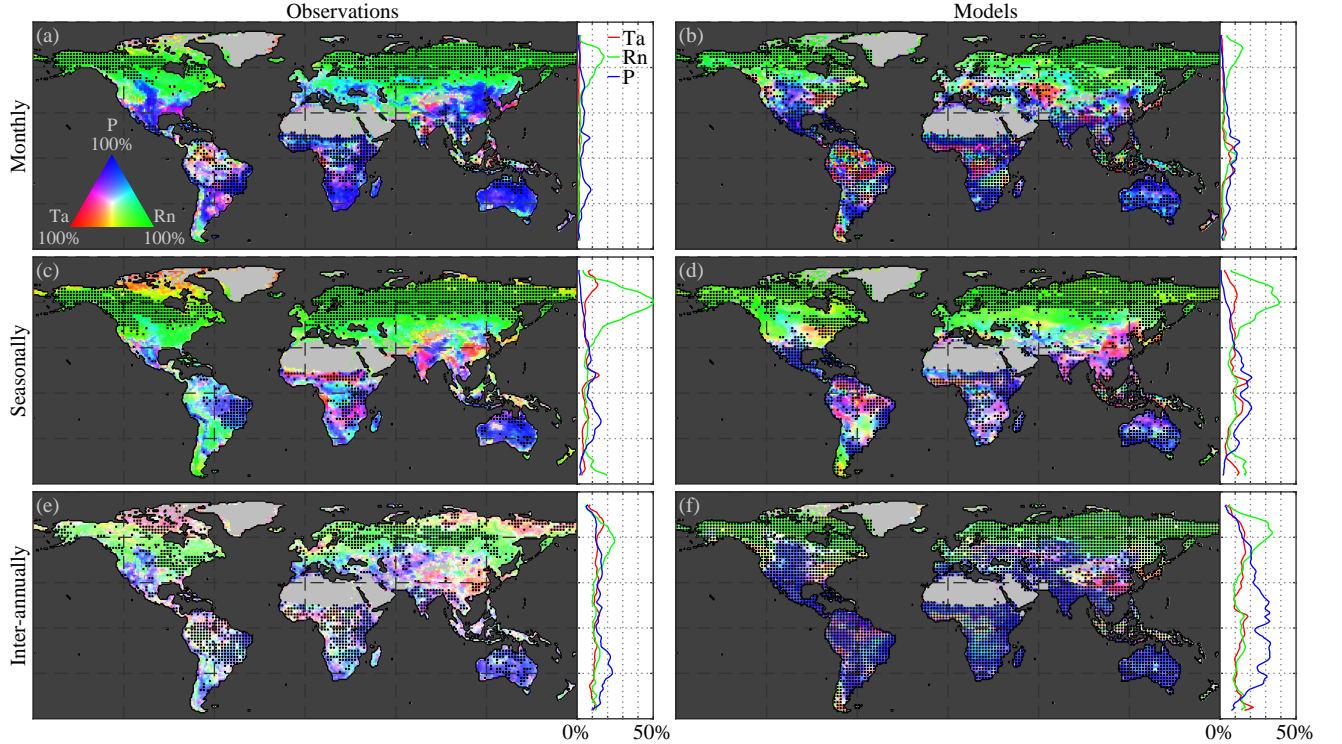 Observations
Models
Monthly
(a)
Ta
Rn
P
(b)
P
100%
Ta
Rn
100%
100%
Seasonally
(c)
(d)
Inter-annually
(e)
(f)
0%
50%
0%
50%